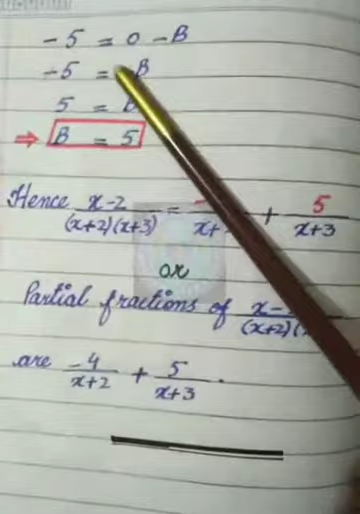 -5 = 0 - B
-5 = B
5 = B
⇒ B = 5
Hence x-2/(x+2)(x+3) = -/x+ + 5/x+3
or
Partial fractions of x-/(x+2)(
are -4/x+2 + 5/x+3.